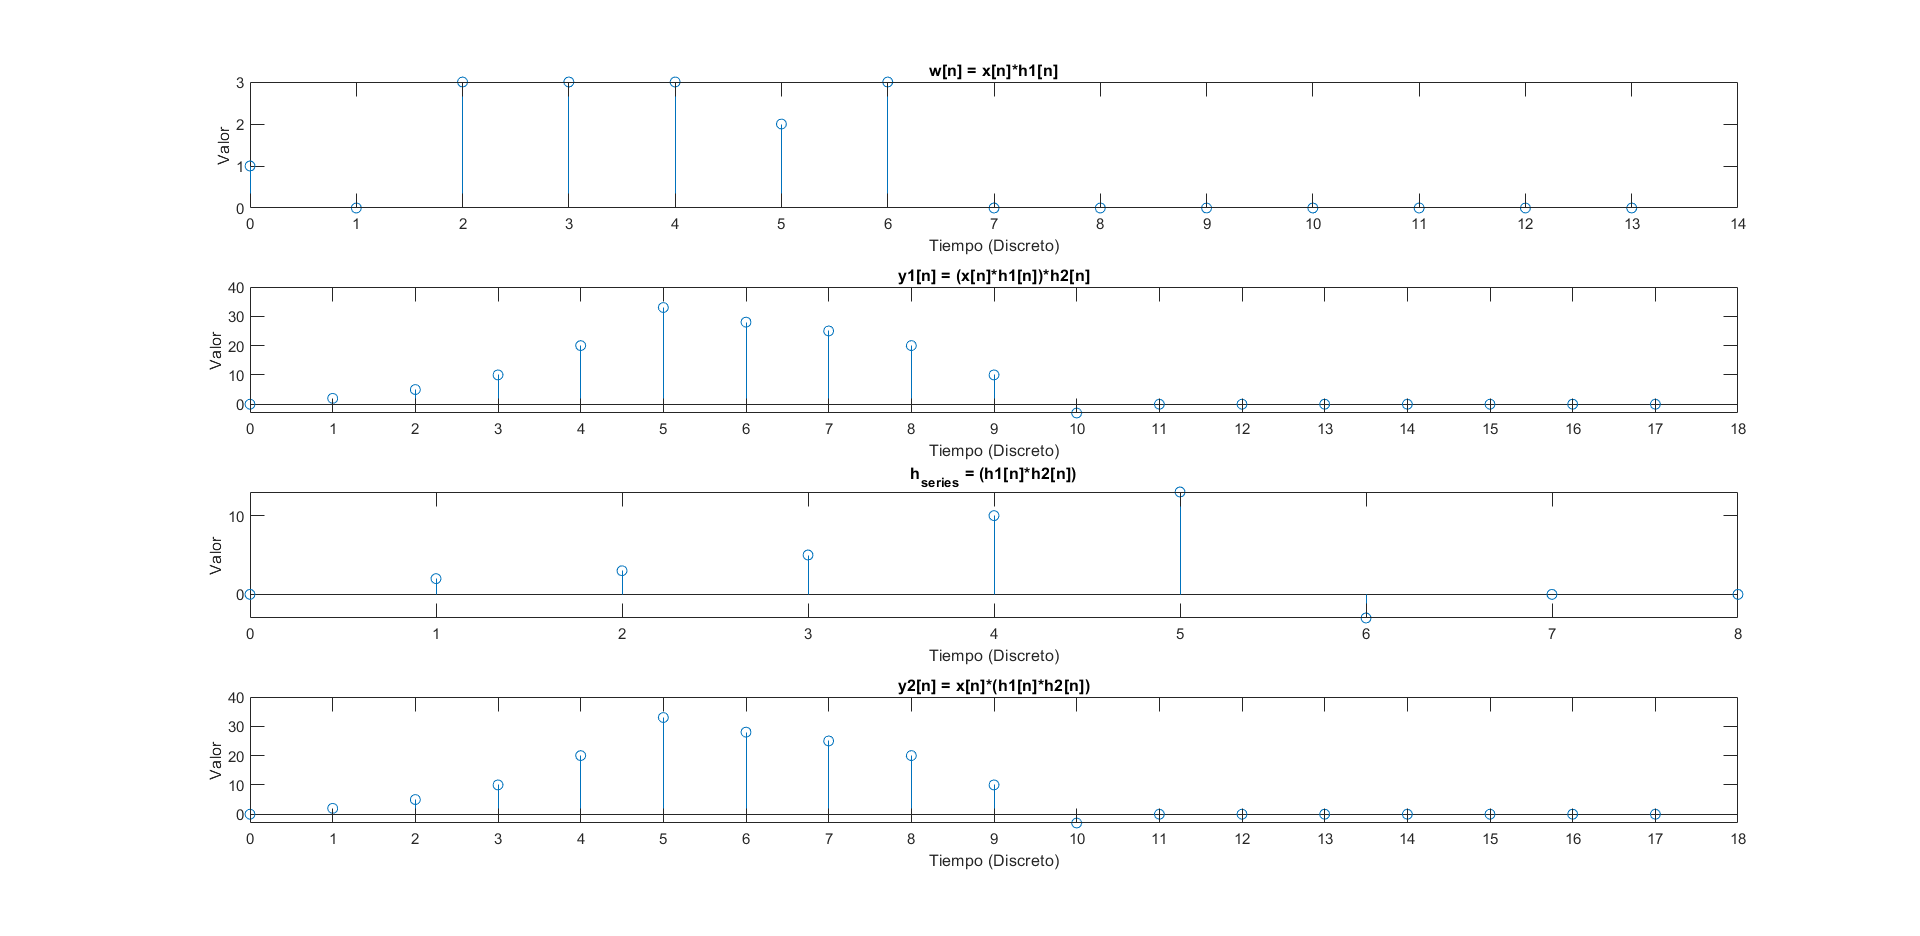 w[n] = x[n]*h1[n]
3
2
1
0
Valor
0 1 2 3 4 5 6 7 8 9 10 11 12 13 14
Tiempo (Discreto)
y1[n] = (x[n]*h1[n])*h2[n]
40
30
20
10
0
Valor
0 1 2 3 4 5 6 7 8 9 10 11 12 13 14 15 16 17 18
Tiempo (Discreto)
h_series = (h1[n]*h2[n])
10
0
Valor
0 1 2 3 4 5 6 7 8
Tiempo (Discreto)
y2[n] = x[n]*(h1[n]*h2[n])
40
30
20
10
0
Valor
0 1 2 3 4 5 6 7 8 9 10 11 12 13 14 15 16 17 18
Tiempo (Discreto)